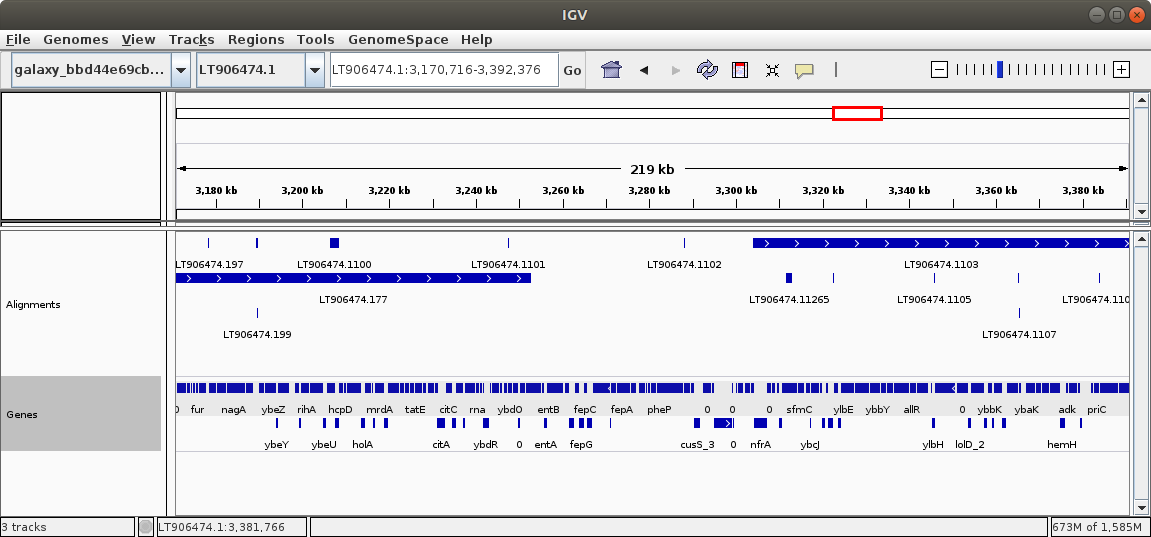 IGV
File Genomes View Tracks Regions Tools GenomeSpace Help
galaxy_bbd44e69cb... LT906474.1 LT906474.1:3,170,716-3,392,376 Go
219 kb
3,180 kb 3,200 kb 3,220 kb 3,240 kb 3,260 kb 3,280 kb 3,300 kb 3,320 kb 3,340 kb 3,360 kb 3,380 kb
LT906474.197 LT906474.1100 LT906474.1101 LT906474.1102 LT906474.1103
Alignments
LT906474.177 LT906474.11265 LT906474.1105 LT906474.110
LT906474.199 LT906474.1107
Genes
0 fur nagA ybeZ rihA hcpD mrdA tatE citC rna ybdO entB fepC fepA pheP 0 0 0 sfmC ylbE ybbY allR 0 ybbK ybaK adk priC
ybeY ybeU holA citA ybdR 0 entA fepG cusS_3 0 nfrA ybcJ ylbH lolD_2 hemH
3 tracks LT906474.1:3,381,766 673M of 1,585M